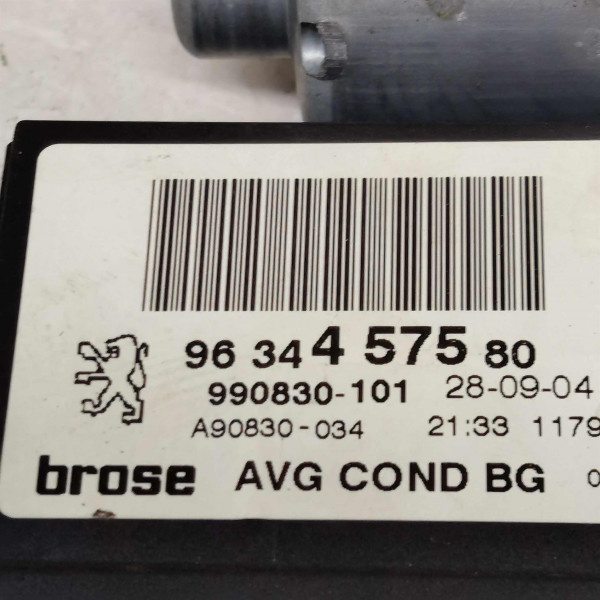 96 34 4 575 80
990830-101 28-09-04
A90830-034 21:33 1179
brose AVG COND BG 0